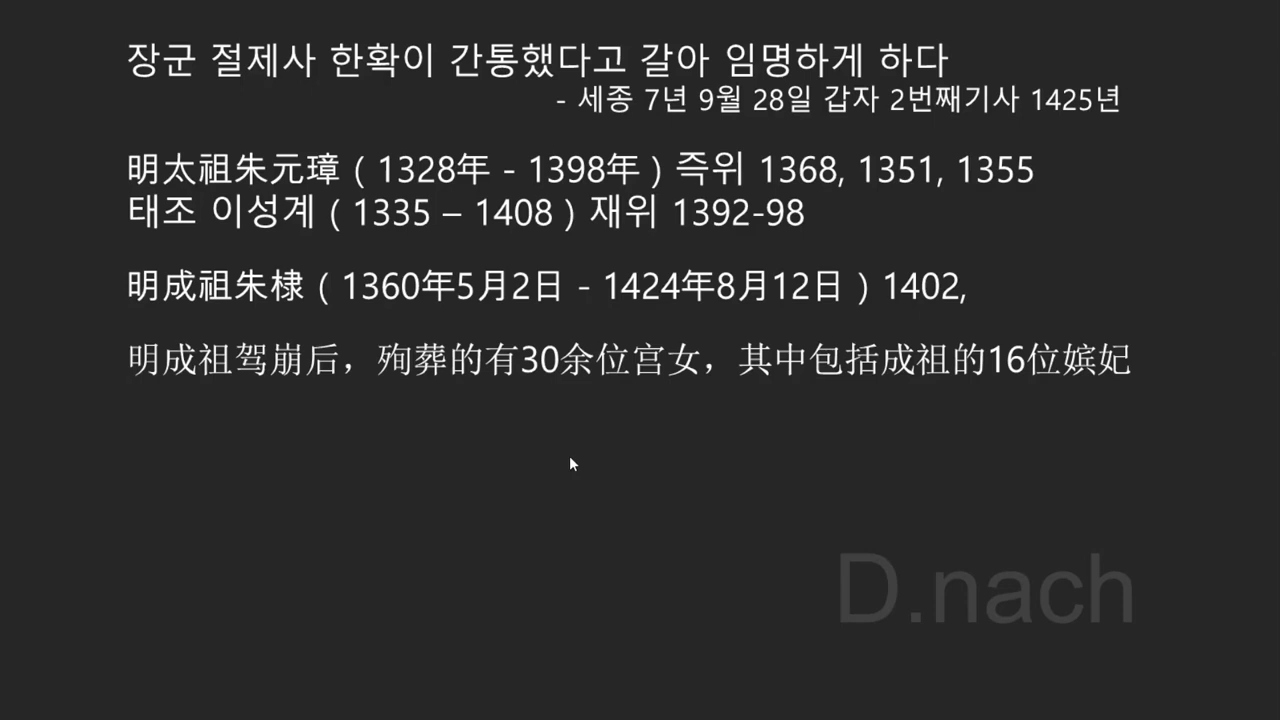 장군 절제사 한확이 간통했다고 갈아 임명하게 하다
- 세종 7년 9월 28일 갑자 2번째기사 1425년
明太祖朱元璋 ( 1328年 - 1398年 ) 즉위 1368, 1351, 1355
태조 이성계 ( 1335 – 1408 ) 재위 1392-98
明成祖朱棣 ( 1360年5月2日 - 1424年8月12日 ) 1402,
明成祖驾崩后，殉葬的有30余位宫女，其中包括成祖的16位嫔妃
D.nach